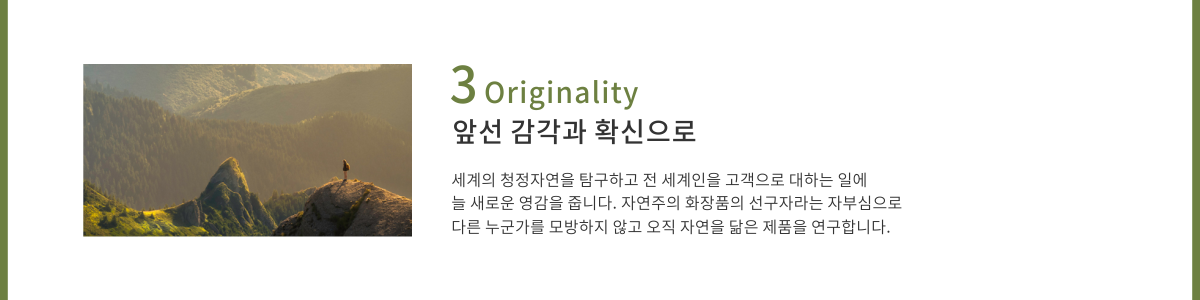 3 Originality
앞선 감각과 확신으로
세계의 청정자연을 탐구하고 전 세계인을 고객으로 대하는 일에
늘 새로운 영감을 줍니다. 자연주의 화장품의 선구자라는 자부심으로
다른 누군가를 모방하지 않고 오직 자연을 닮은 제품을 연구합니다.